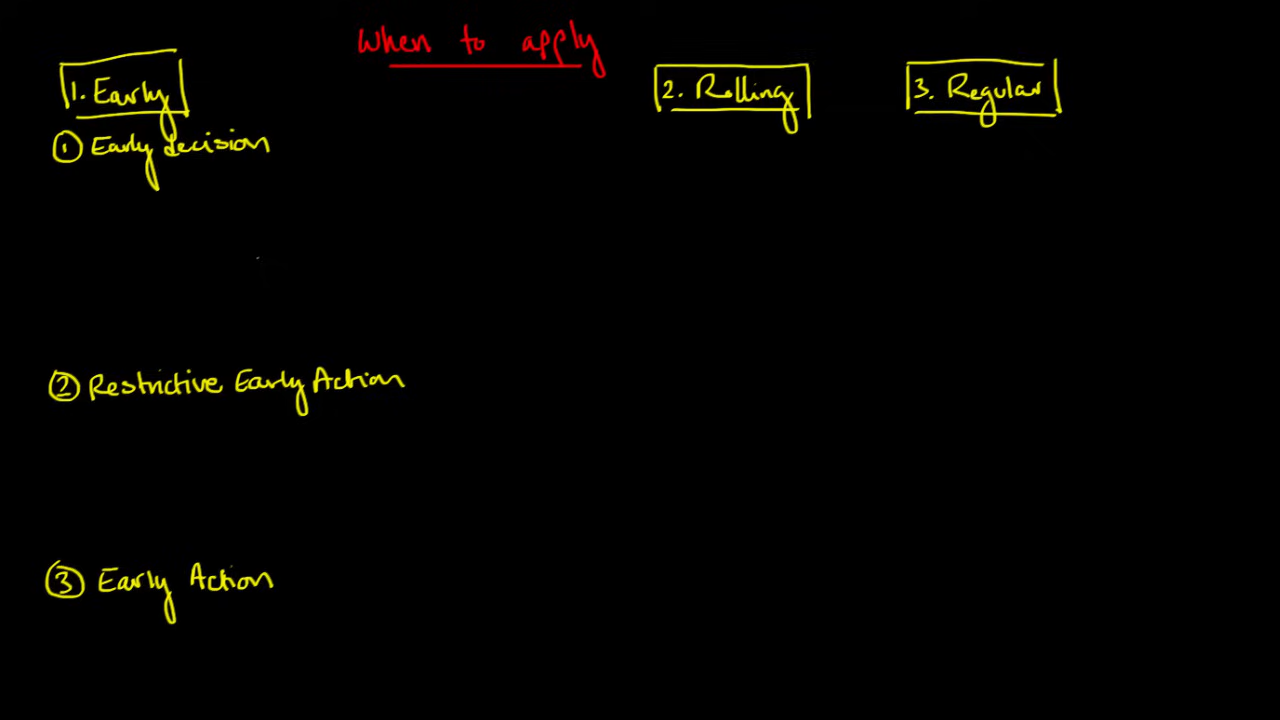 When to apply
1. Early
2. Rolling
3. Regular
① Early decision
② Restrictive Early Action
③ Early Action